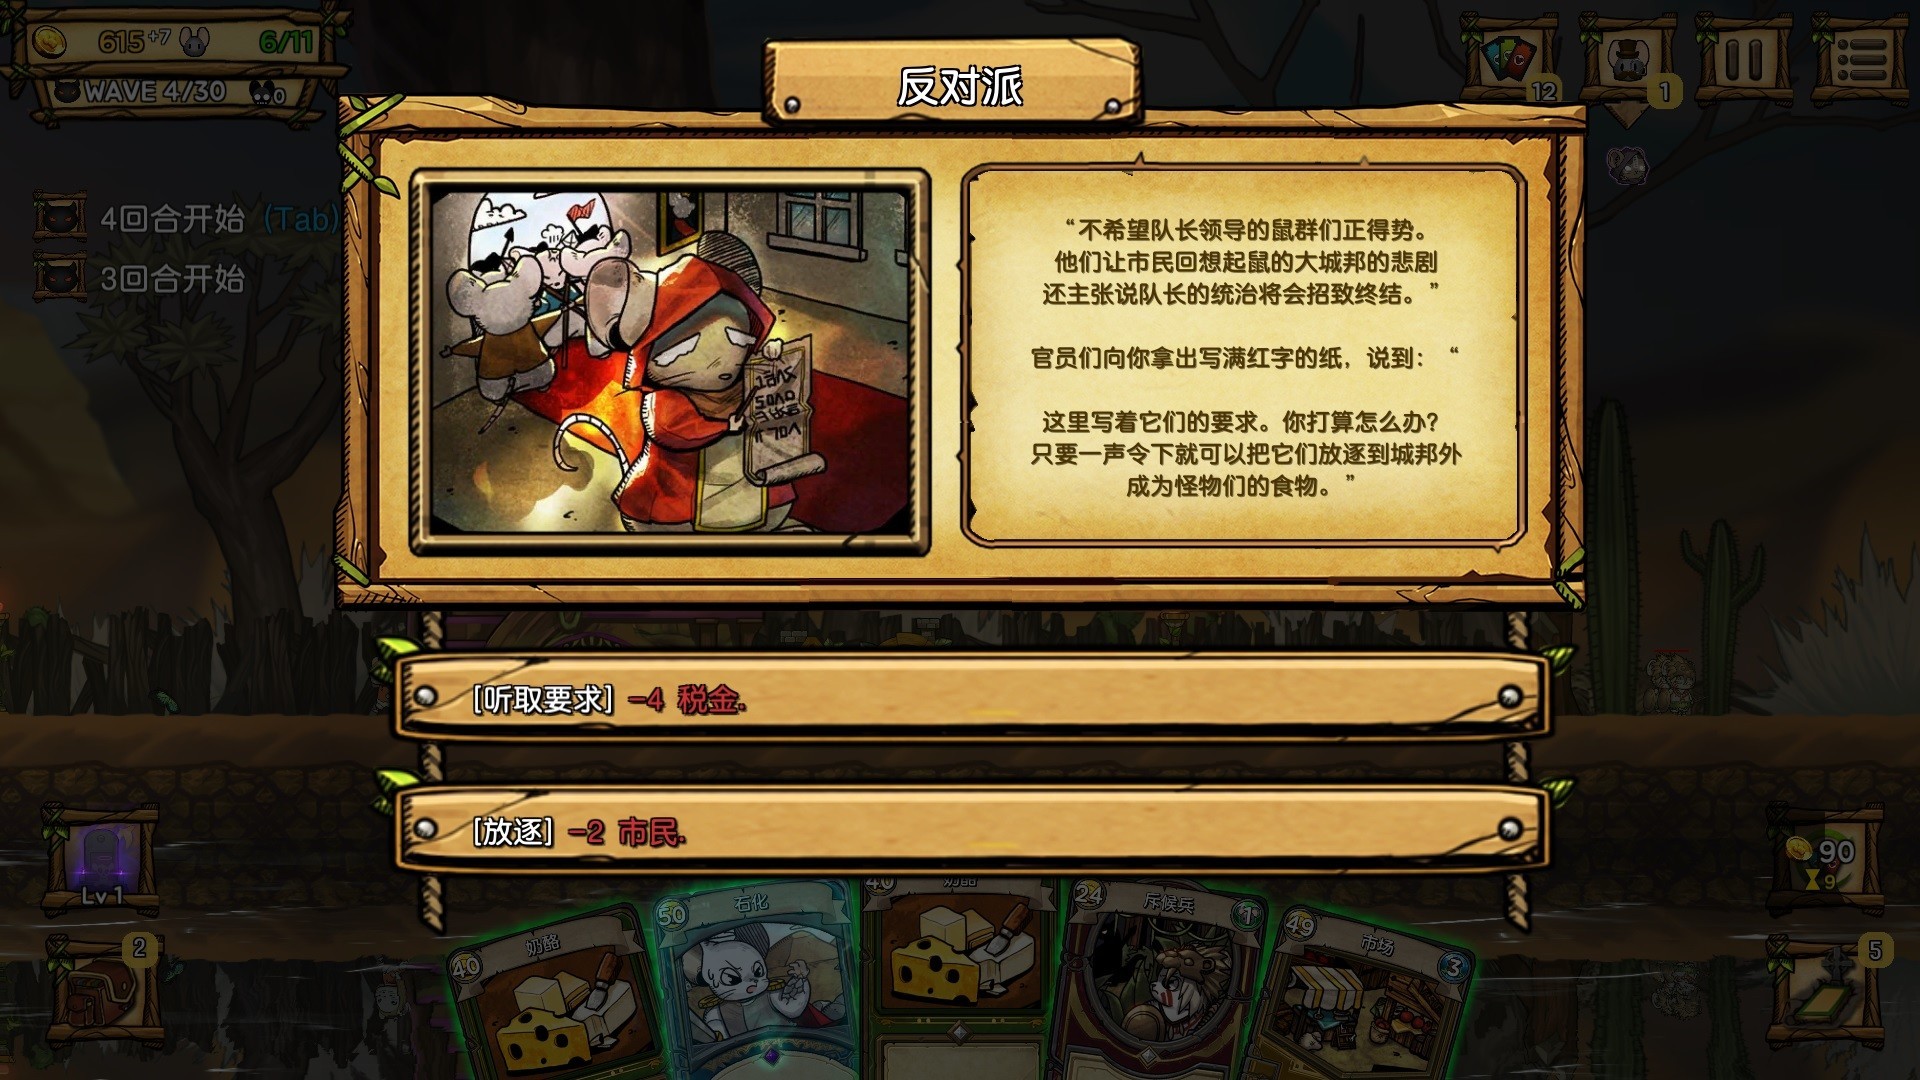 615 +7 6/11
WAVE 4/30 0
12
1
反对派
4回合开始 (Tab)
3回合开始
“不希望队长领导的鼠群们正得势。
他们让市民回想起鼠的大城邦的悲剧
还主张说队长的统治将会招致终结。”
官员们向你拿出写满红字的纸，说到：“
这里写着它们的要求。你打算怎么办？
只要一声令下就可以把它们放逐到城邦外
成为怪物们的食物。”
[听取要求] -4 税金.
[放逐] -2 市民.
Lv 1
2
90
9
5
40 奶酪
50 石化
40 奶酪
24 斥候兵 1
49 市场 3